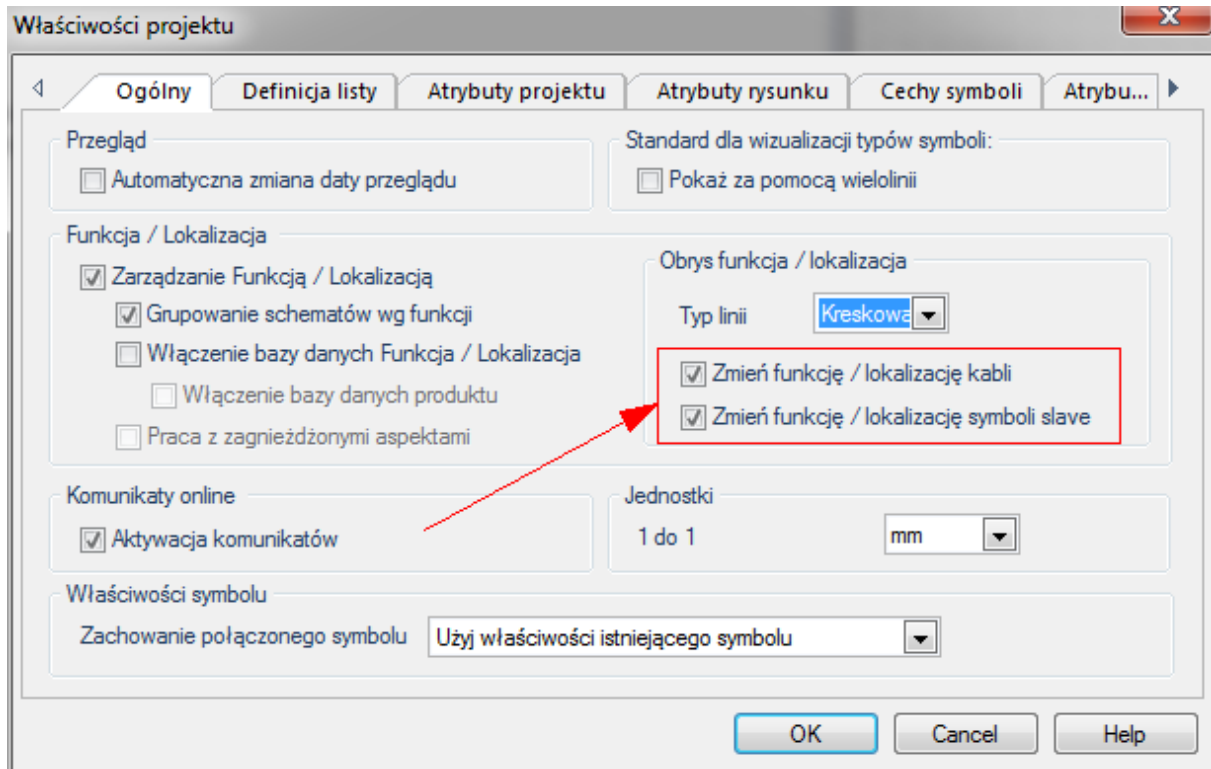 Właściwości projektu
Ogólny
Definicja listy
Atrybuty projektu
Atrybuty rysunku
Cechy symboli
Atrybu...
Przegląd
Automatyczna zmiana daty przeglądu
Standard dla wizualizacji typów symboli:
Pokaż za pomocą wielolinii
Funkcja / Lokalizacja
Zarządzanie Funkcją / Lokalizacją
Grupowanie schematów wg funkcji
Włączenie bazy danych Funkcja / Lokalizacja
Włączenie bazy danych produktu
Praca z zagnieżdżonymi aspektami
Obrys funkcja / lokalizacja
Typ linii Kreskowa
Zmień funkcję / lokalizację kabli
Zmień funkcję / lokalizację symboli slave
Komunikaty online
Aktywacja komunikatów
Jednostki
1 do 1 mm
Właściwości symbolu
Zachowanie połączonego symbolu Użyj właściwości istniejącego symbolu
OK Cancel Help